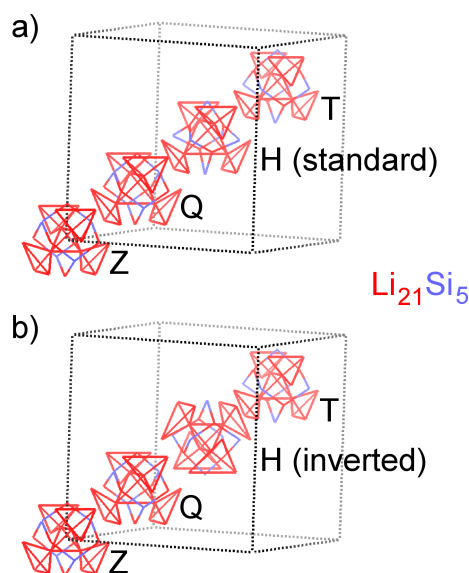 a)
T
H (standard)
Q
Z
Li₂₁Si₅
b)
T
H (inverted)
Q
Z